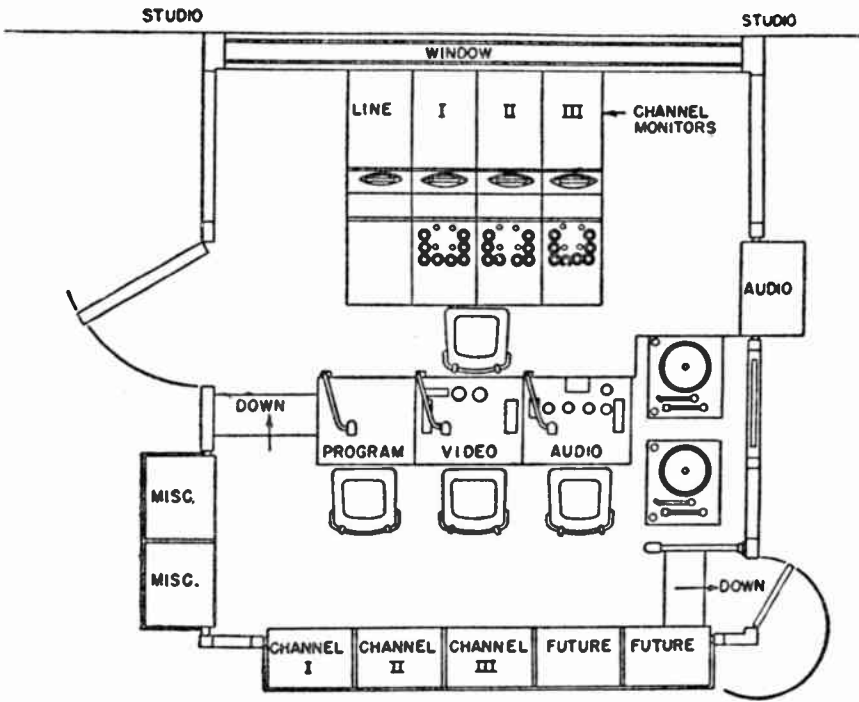 STUDIO
STUDIO
WINDOW
LINE
I
II
III
CHANNEL
MONITORS
AUDIO
DOWN
PROGRAM
VIDEO
AUDIO
MISC.
MISC.
DOWN
CHANNEL
I
CHANNEL
II
CHANNEL
III
FUTURE
FUTURE